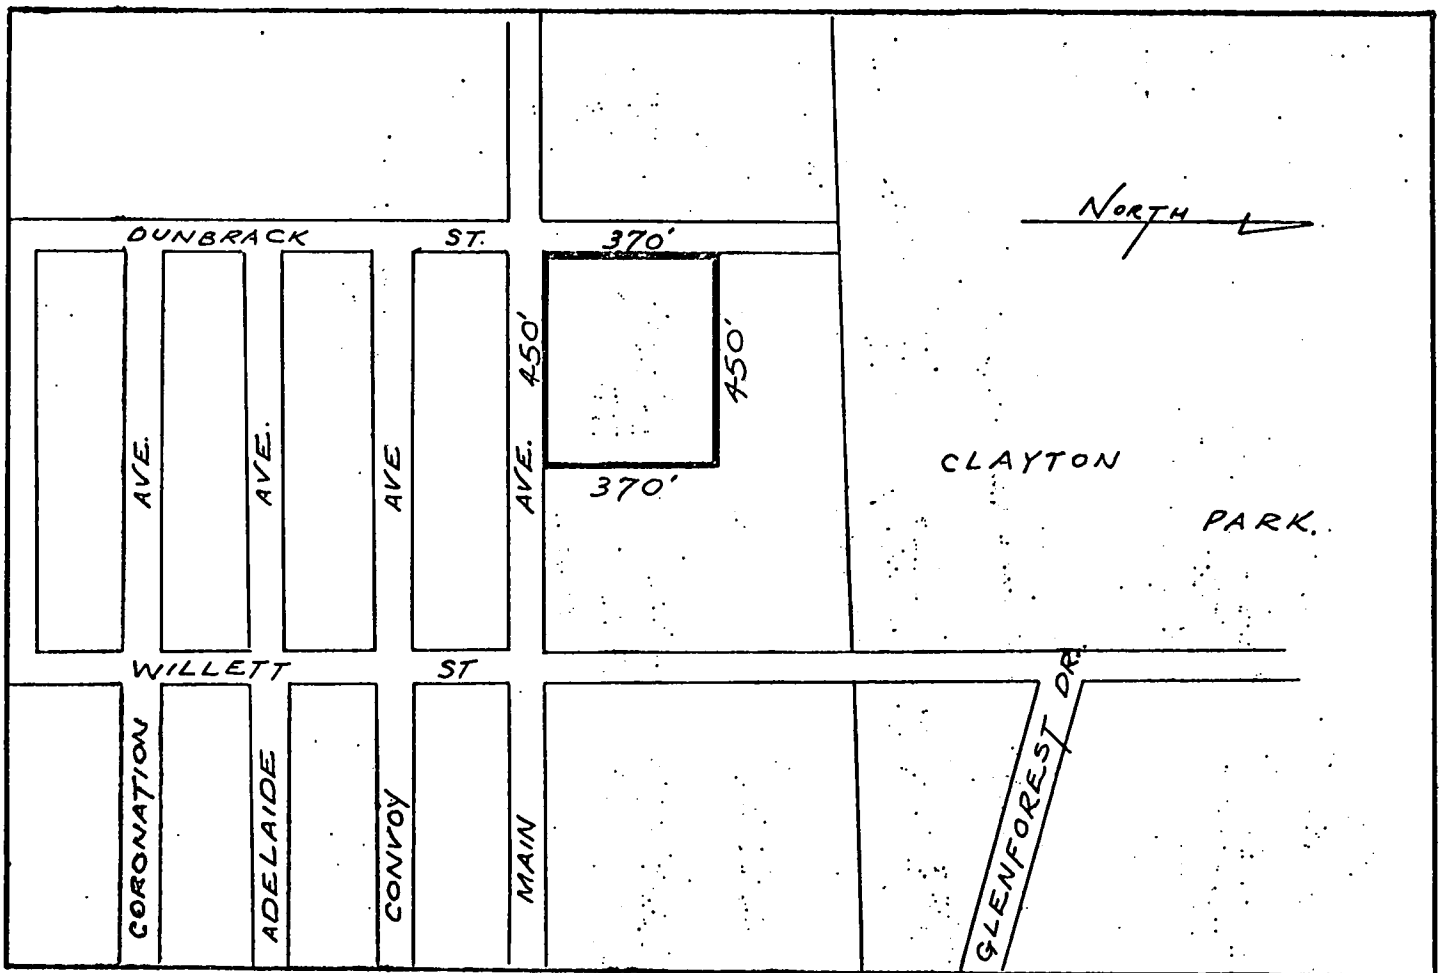 NORTH
DUNBRACK ST.
370'
450'
450'
370'
AVE.
AVE.
AVE
AVE.
CLAYTON
PARK.
WILLETT ST
CORONATION
ADELAIDE
CONVOY
MAIN
GLENFOREST DR.